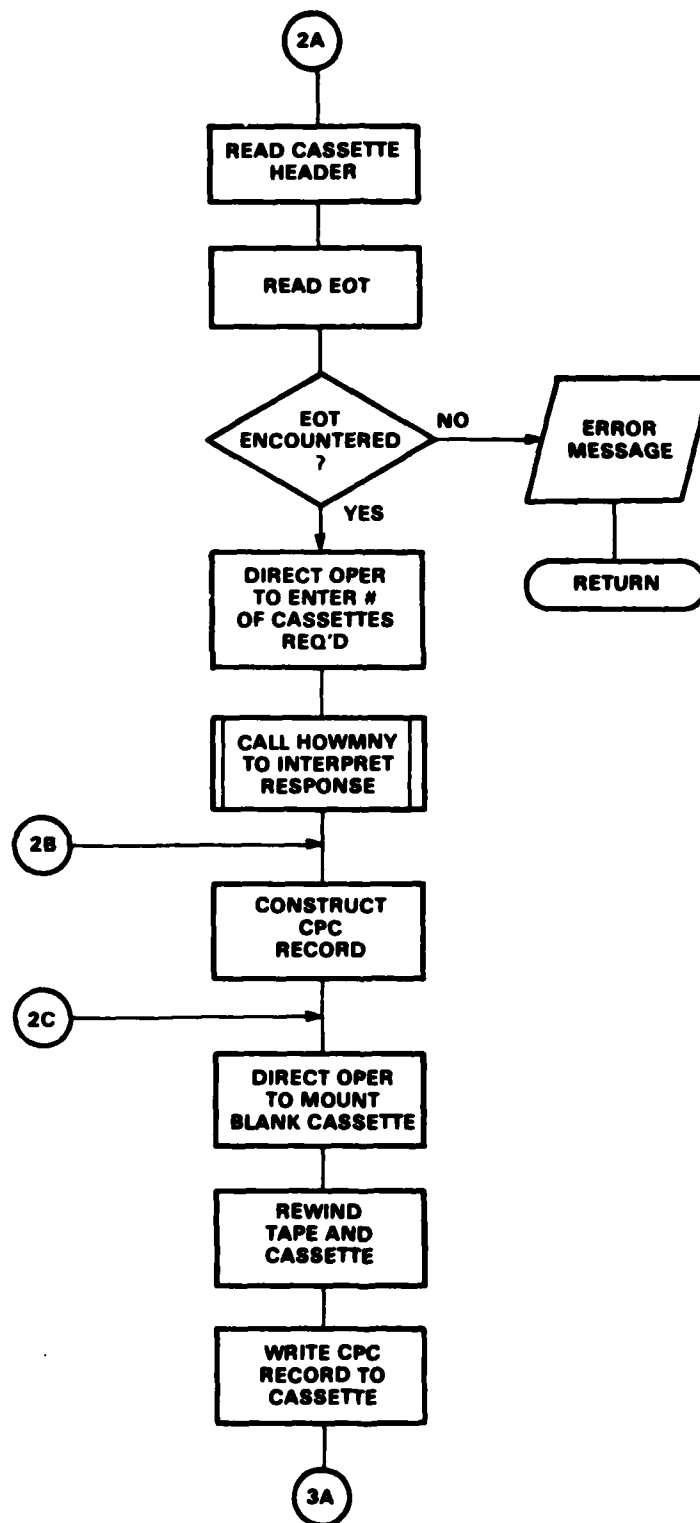 2A
READ CASSETTE
HEADER
READ EOT
EOT
ENCOUNTERED
?
NO
ERROR
MESSAGE
YES
RETURN
DIRECT OPER
TO ENTER #
OF CASSETTES
REQ'D
CALL HOWMNY
TO INTERPRET
RESPONSE
2B
CONSTRUCT
CPC
RECORD
2C
DIRECT OPER
TO MOUNT
BLANK CASSETTE
REWIND
TAPE AND
CASSETTE
WRITE CPC
RECORD TO
CASSETTE
3A